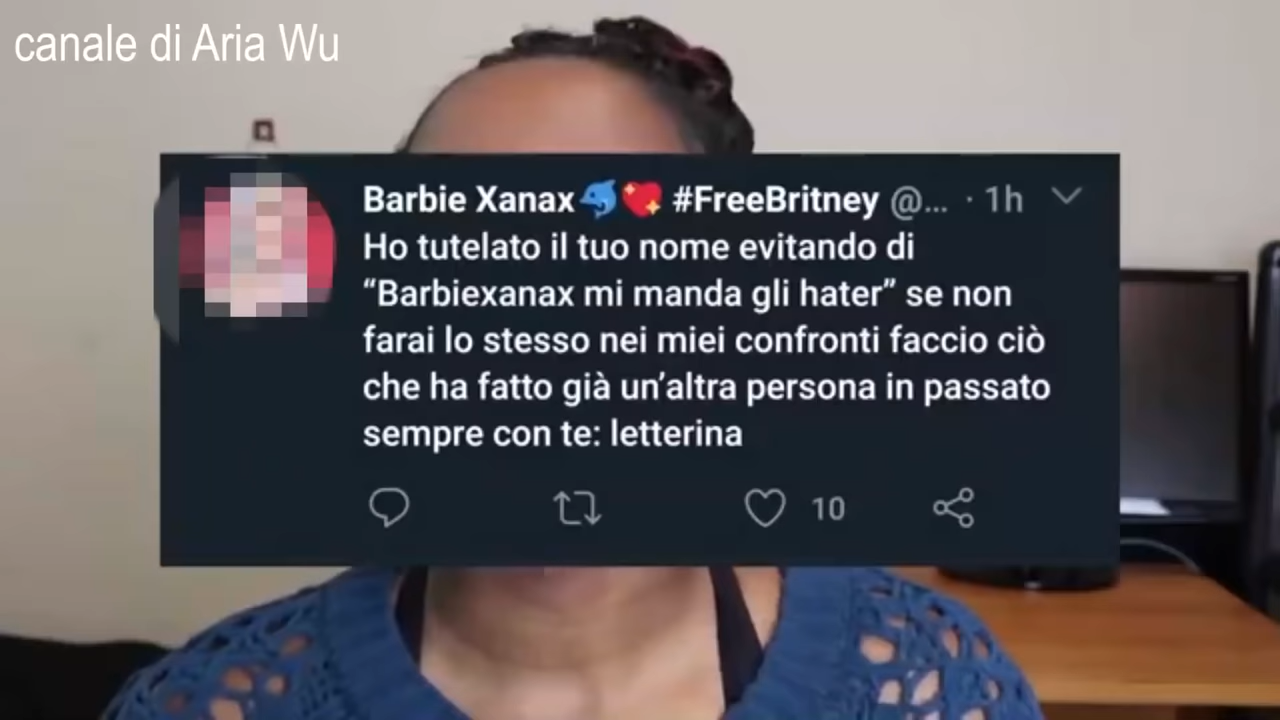 canale di Aria Wu
Barbie Xanax🐬💖 #FreeBritney @... · 1h
Ho tutelato il tuo nome evitando di
“Barbiexanax mi manda gli hater” se non
farai lo stesso nei miei confronti faccio ciò
che ha fatto già un’altra persona in passato
sempre con te: letterina
10